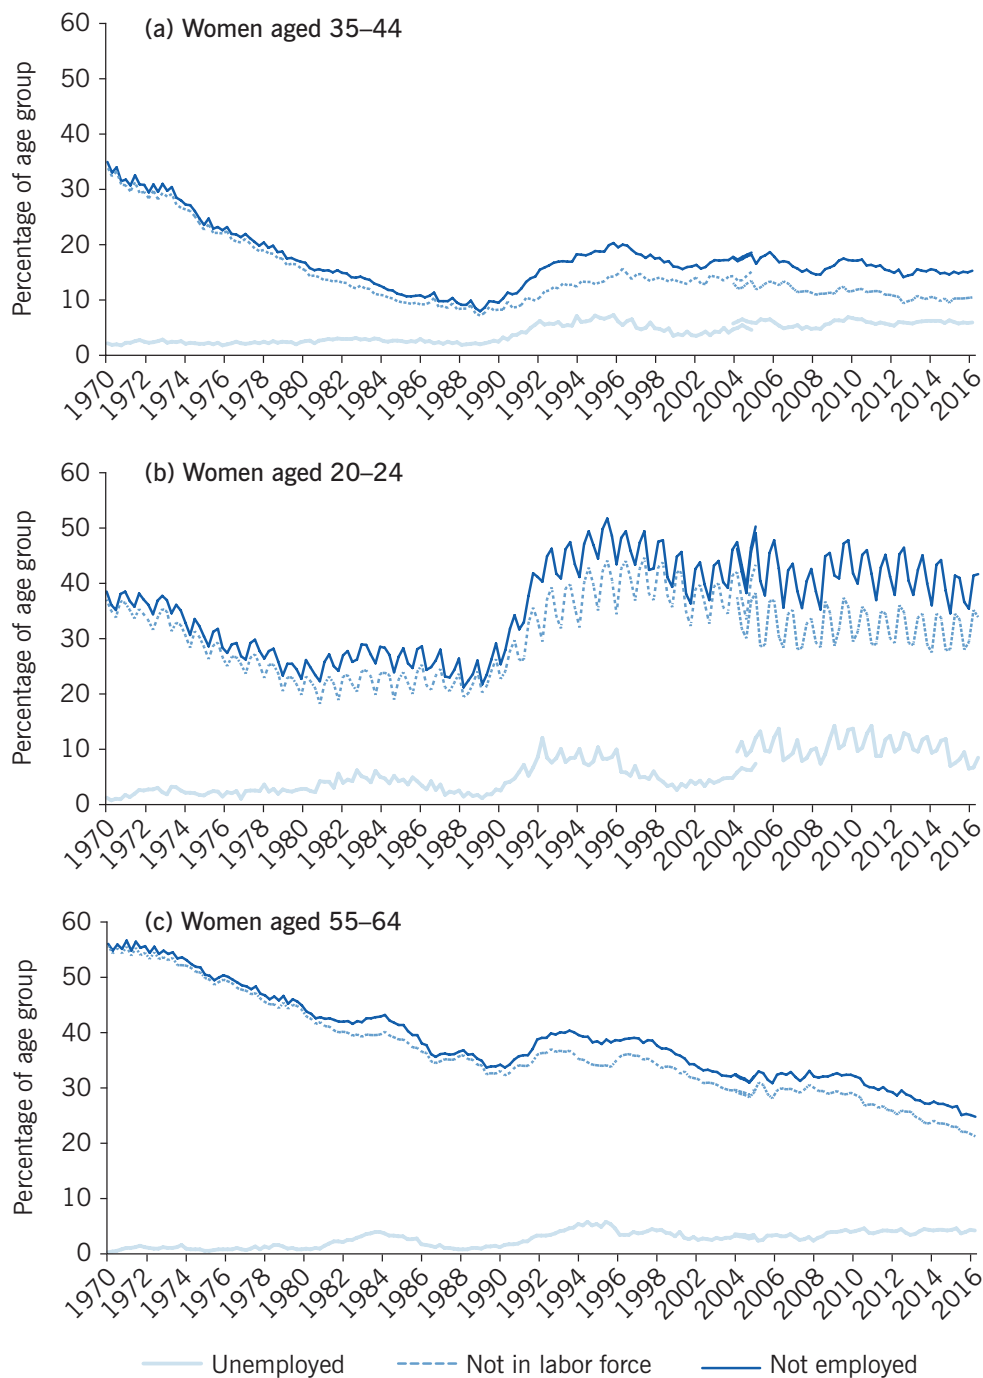 (a) Women aged 35–44
Percentage of age group
60
50
40
30
20
10
0
1970 1972 1974 1976 1978 1980 1982 1984 1986 1988 1990 1992 1994 1996 1998 2002 2004 2006 2008 2010 2012 2014 2016
(b) Women aged 20–24
Percentage of age group
60
50
40
30
20
10
0
1970 1972 1974 1976 1978 1980 1982 1984 1986 1988 1990 1992 1994 1996 1998 2002 2004 2006 2008 2010 2012 2014 2016
(c) Women aged 55–64
Percentage of age group
60
50
40
30
20
10
0
1970 1972 1974 1976 1978 1980 1982 1984 1986 1988 1990 1992 1994 1996 1998 2002 2004 2006 2008 2010 2012 2014 2016
Unemployed Not in labor force Not employed